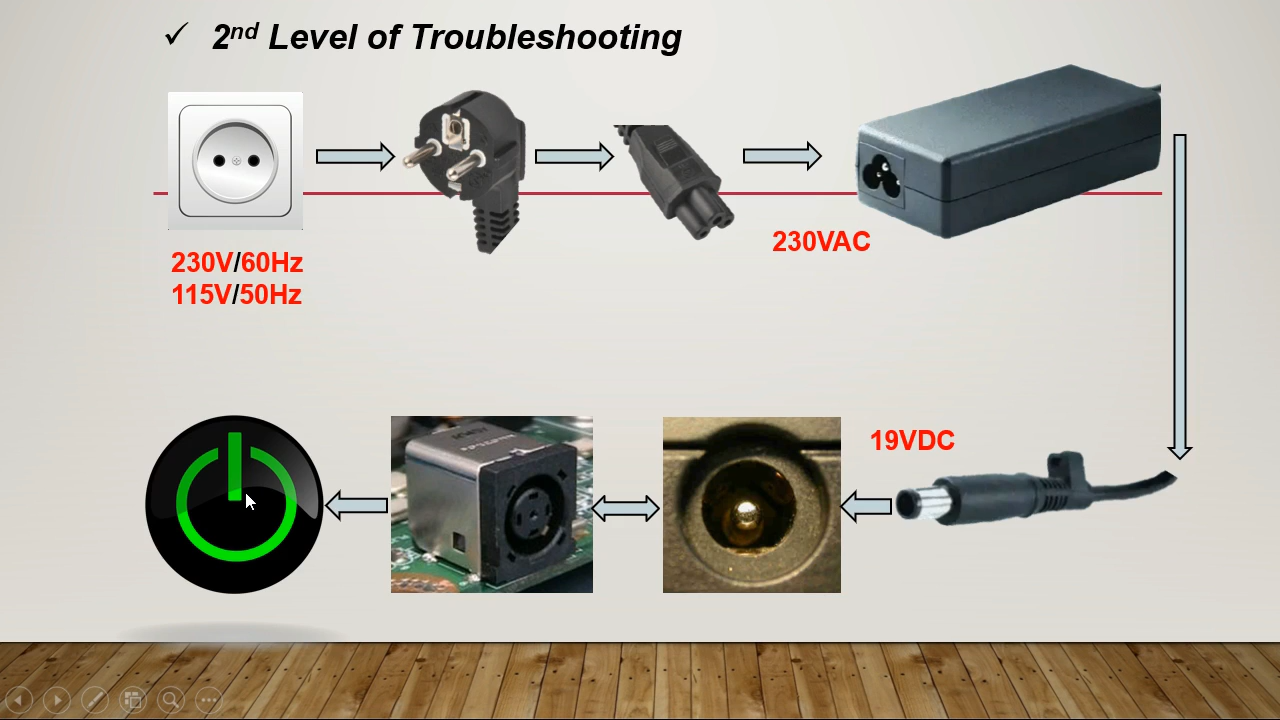 ✓ 2nd Level of Troubleshooting
230V/60Hz
115V/50Hz
230VAC
19VDC